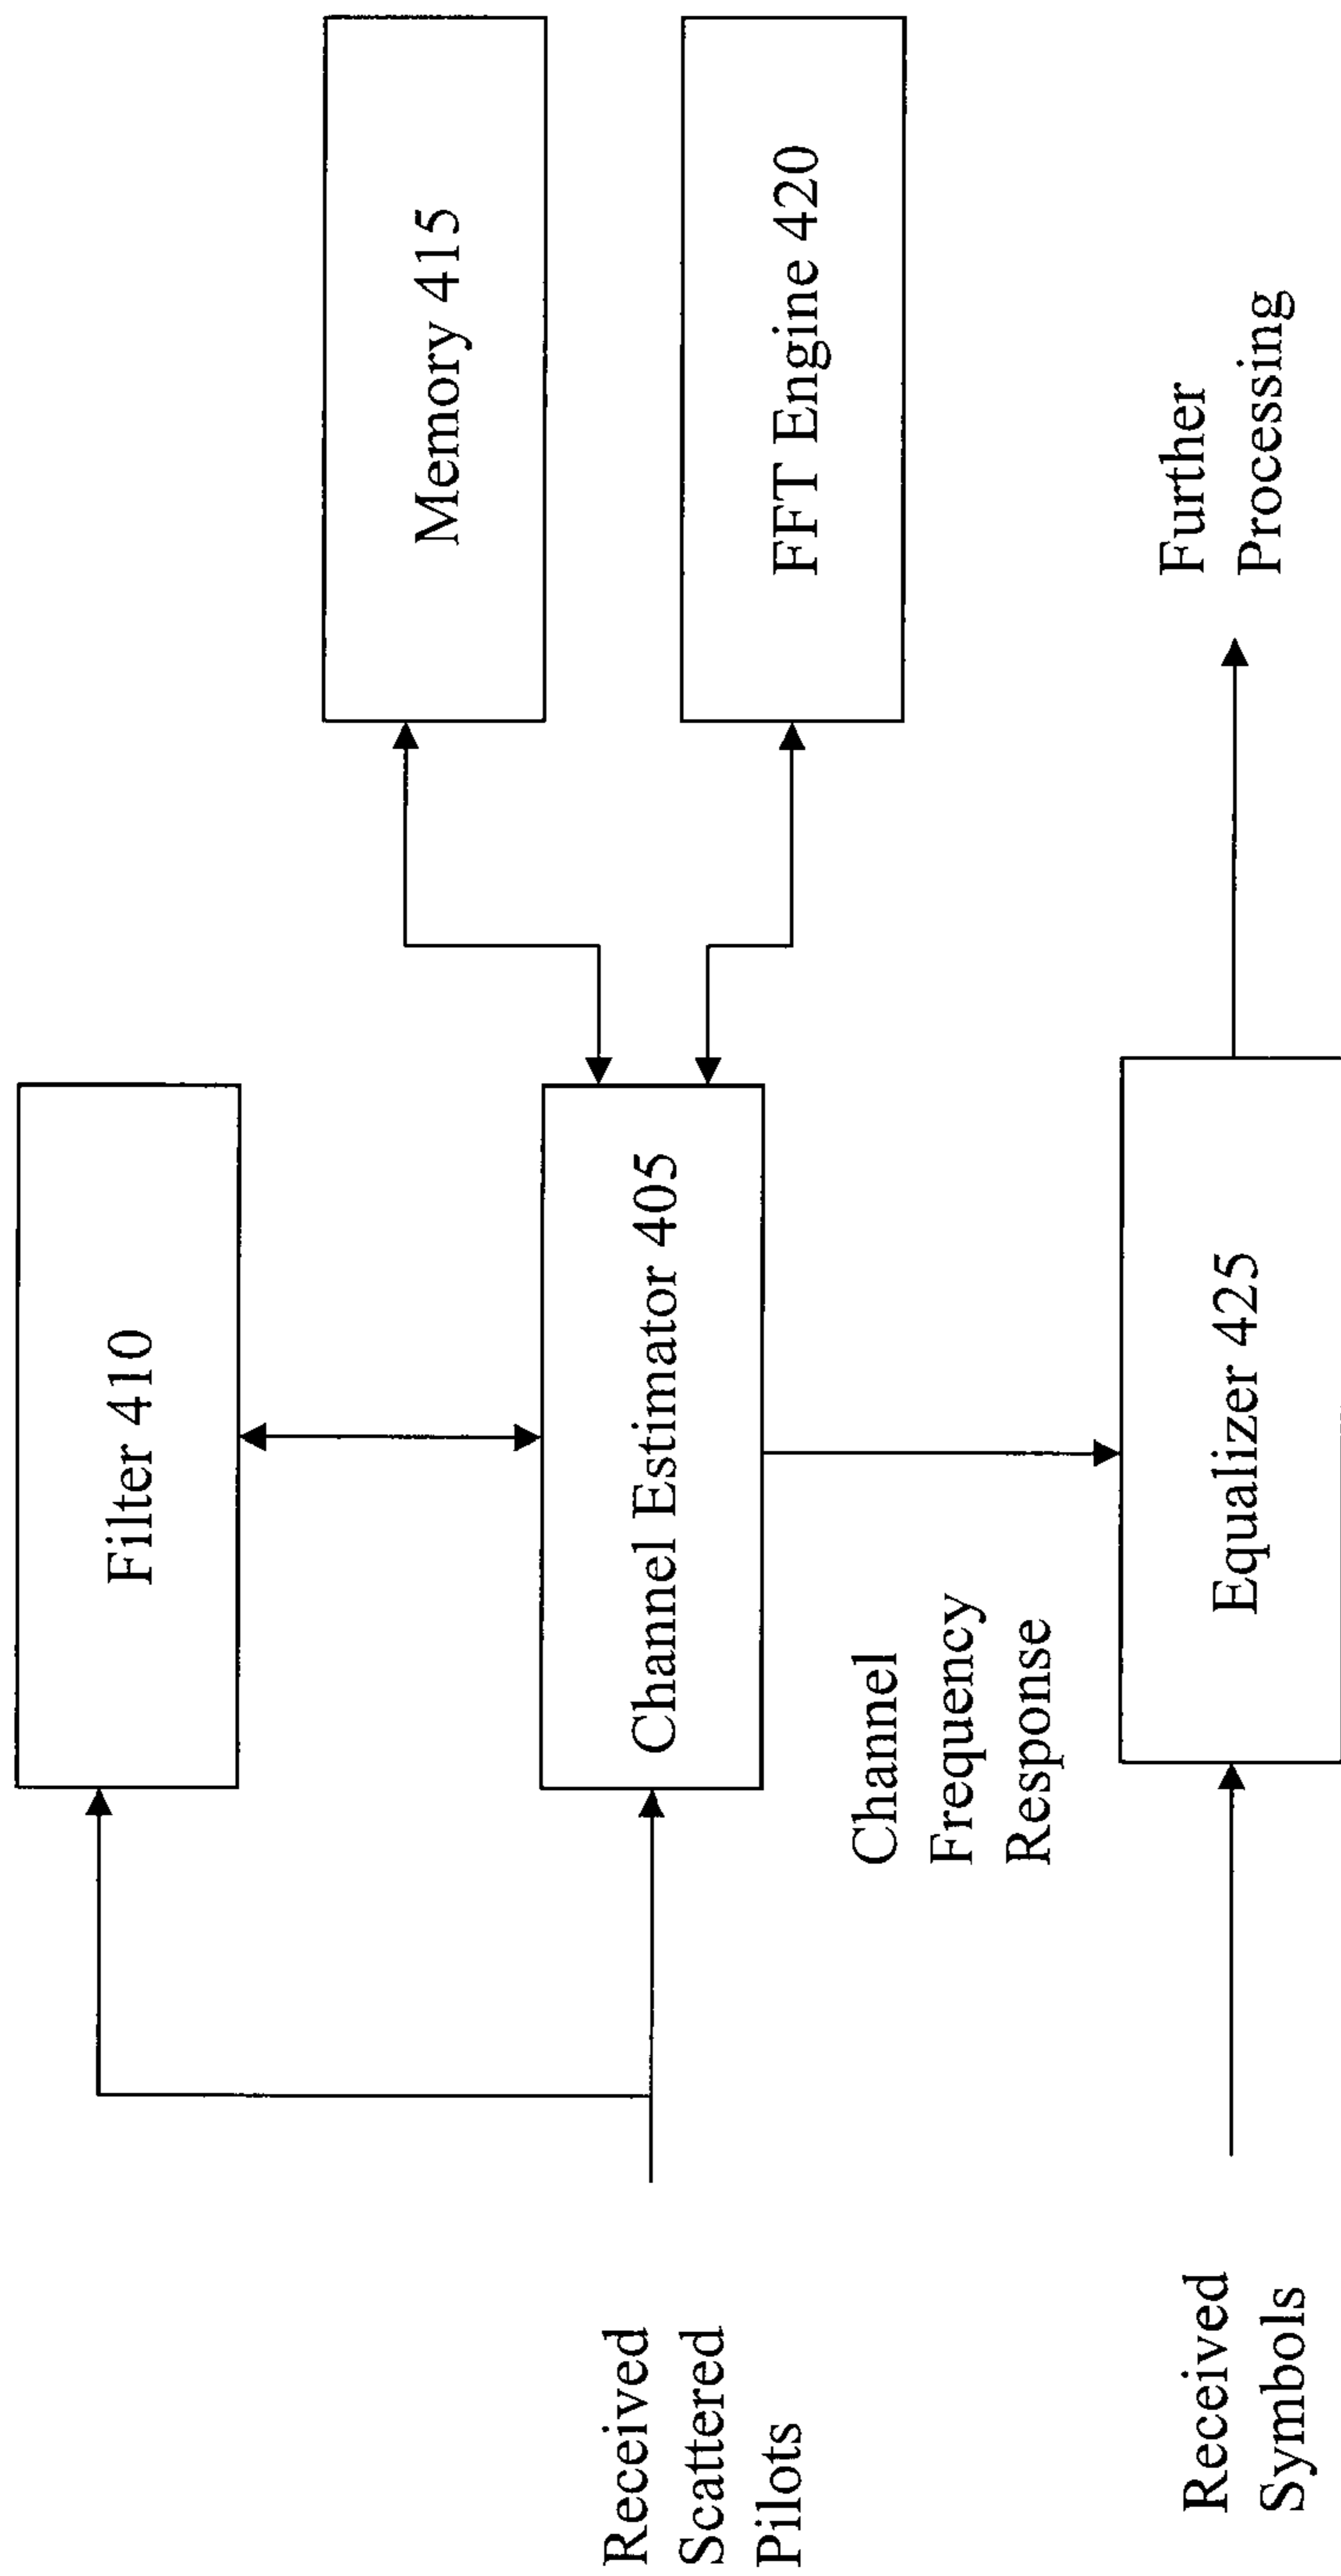 Filter 410
Memory 415
Received
Scattered
Pilots
Channel Estimator 405
FFT Engine 420
Channel
Frequency
Response
Received
Symbols
Equalizer 425
Further
Processing